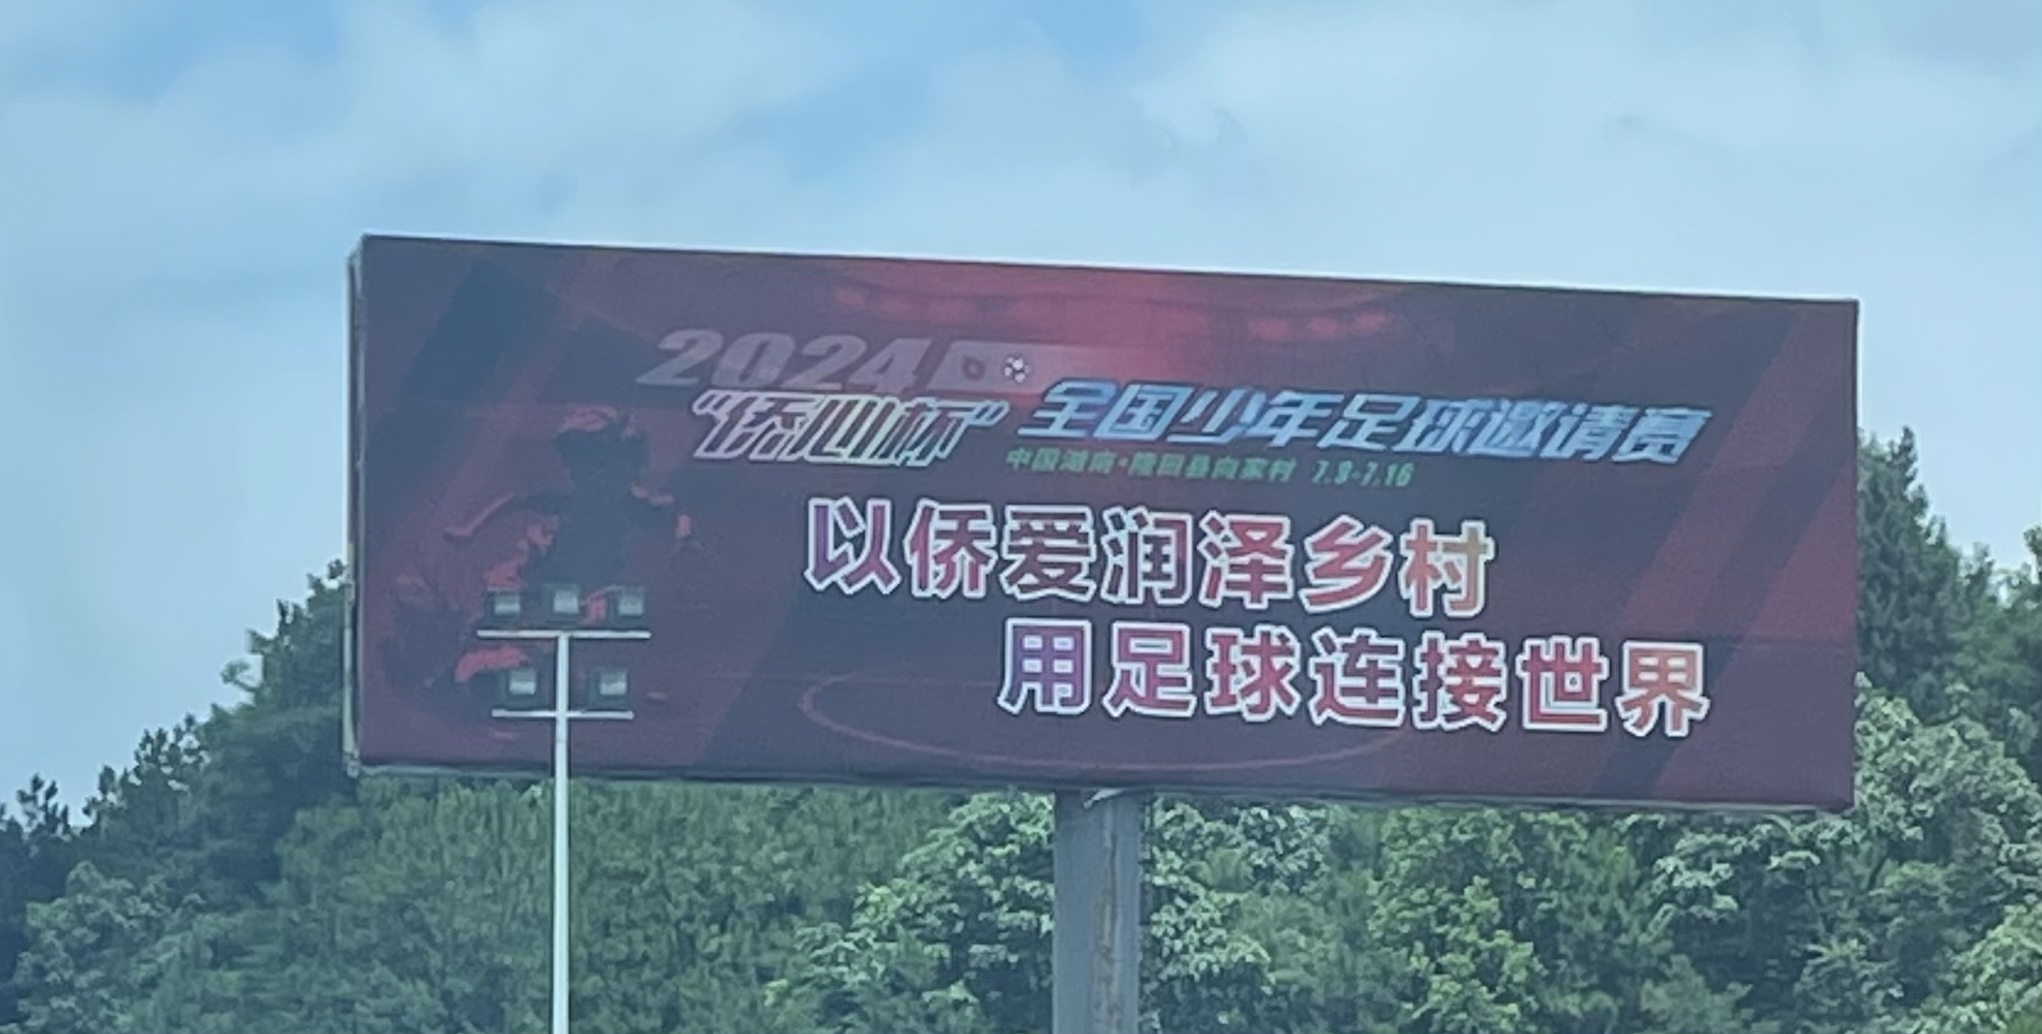 2024
“侨心杯”全国少年足球邀请赛
中国湖南·隆回县向家村 7.9-7.16
以侨爱润泽乡村
用足球连接世界